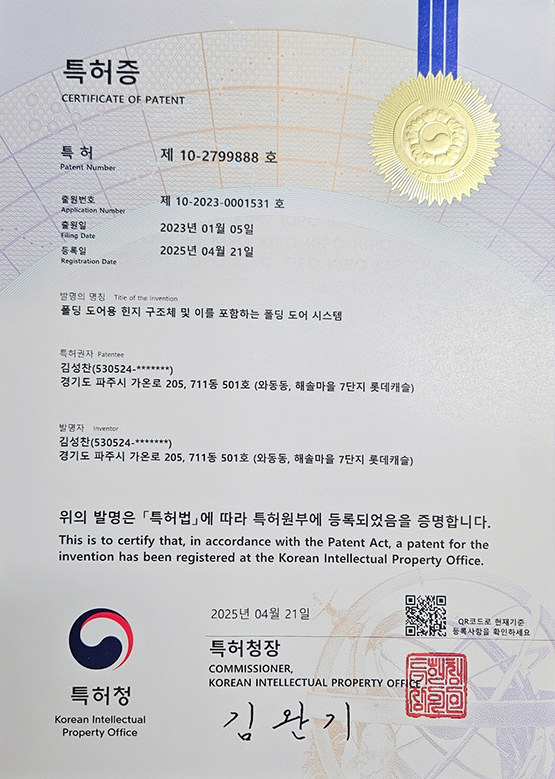 특허증
CERTIFICATE OF PATENT
특 허
Patent Number
제 10-2799888 호
출원번호
Application Number
제 10-2023-0001531 호
출원일
Filing Date
2023년 01월 05일
등록일
Registration Date
2025년 04월 21일
발명의 명칭 Title of the Invention
폴딩 도어용 힌지 구조체 및 이를 포함하는 폴딩 도어 시스템
특허권자 Patentee
김성찬(530524-*******)
경기도 파주시 가온로 205, 711동 501호 (와동동, 해솔마을 7단지 롯데캐슬)
발명자 Inventor
김성찬(530524-*******)
경기도 파주시 가온로 205, 711동 501호 (와동동, 해솔마을 7단지 롯데캐슬)
위의 발명은 「특허법」에 따라 특허원부에 등록되었음을 증명합니다.
This is to certify that, in accordance with the Patent Act, a patent for the
invention has been registered at the Korean Intellectual Property Office.
2025년 04월 21일
QR코드로 현재기준
등록사항을 확인하세요
특허청장
COMMISSIONER,
KOREAN INTELLECTUAL PROPERTY OFFICE
김 완 기
특허청
Korean Intellectual
Property Office